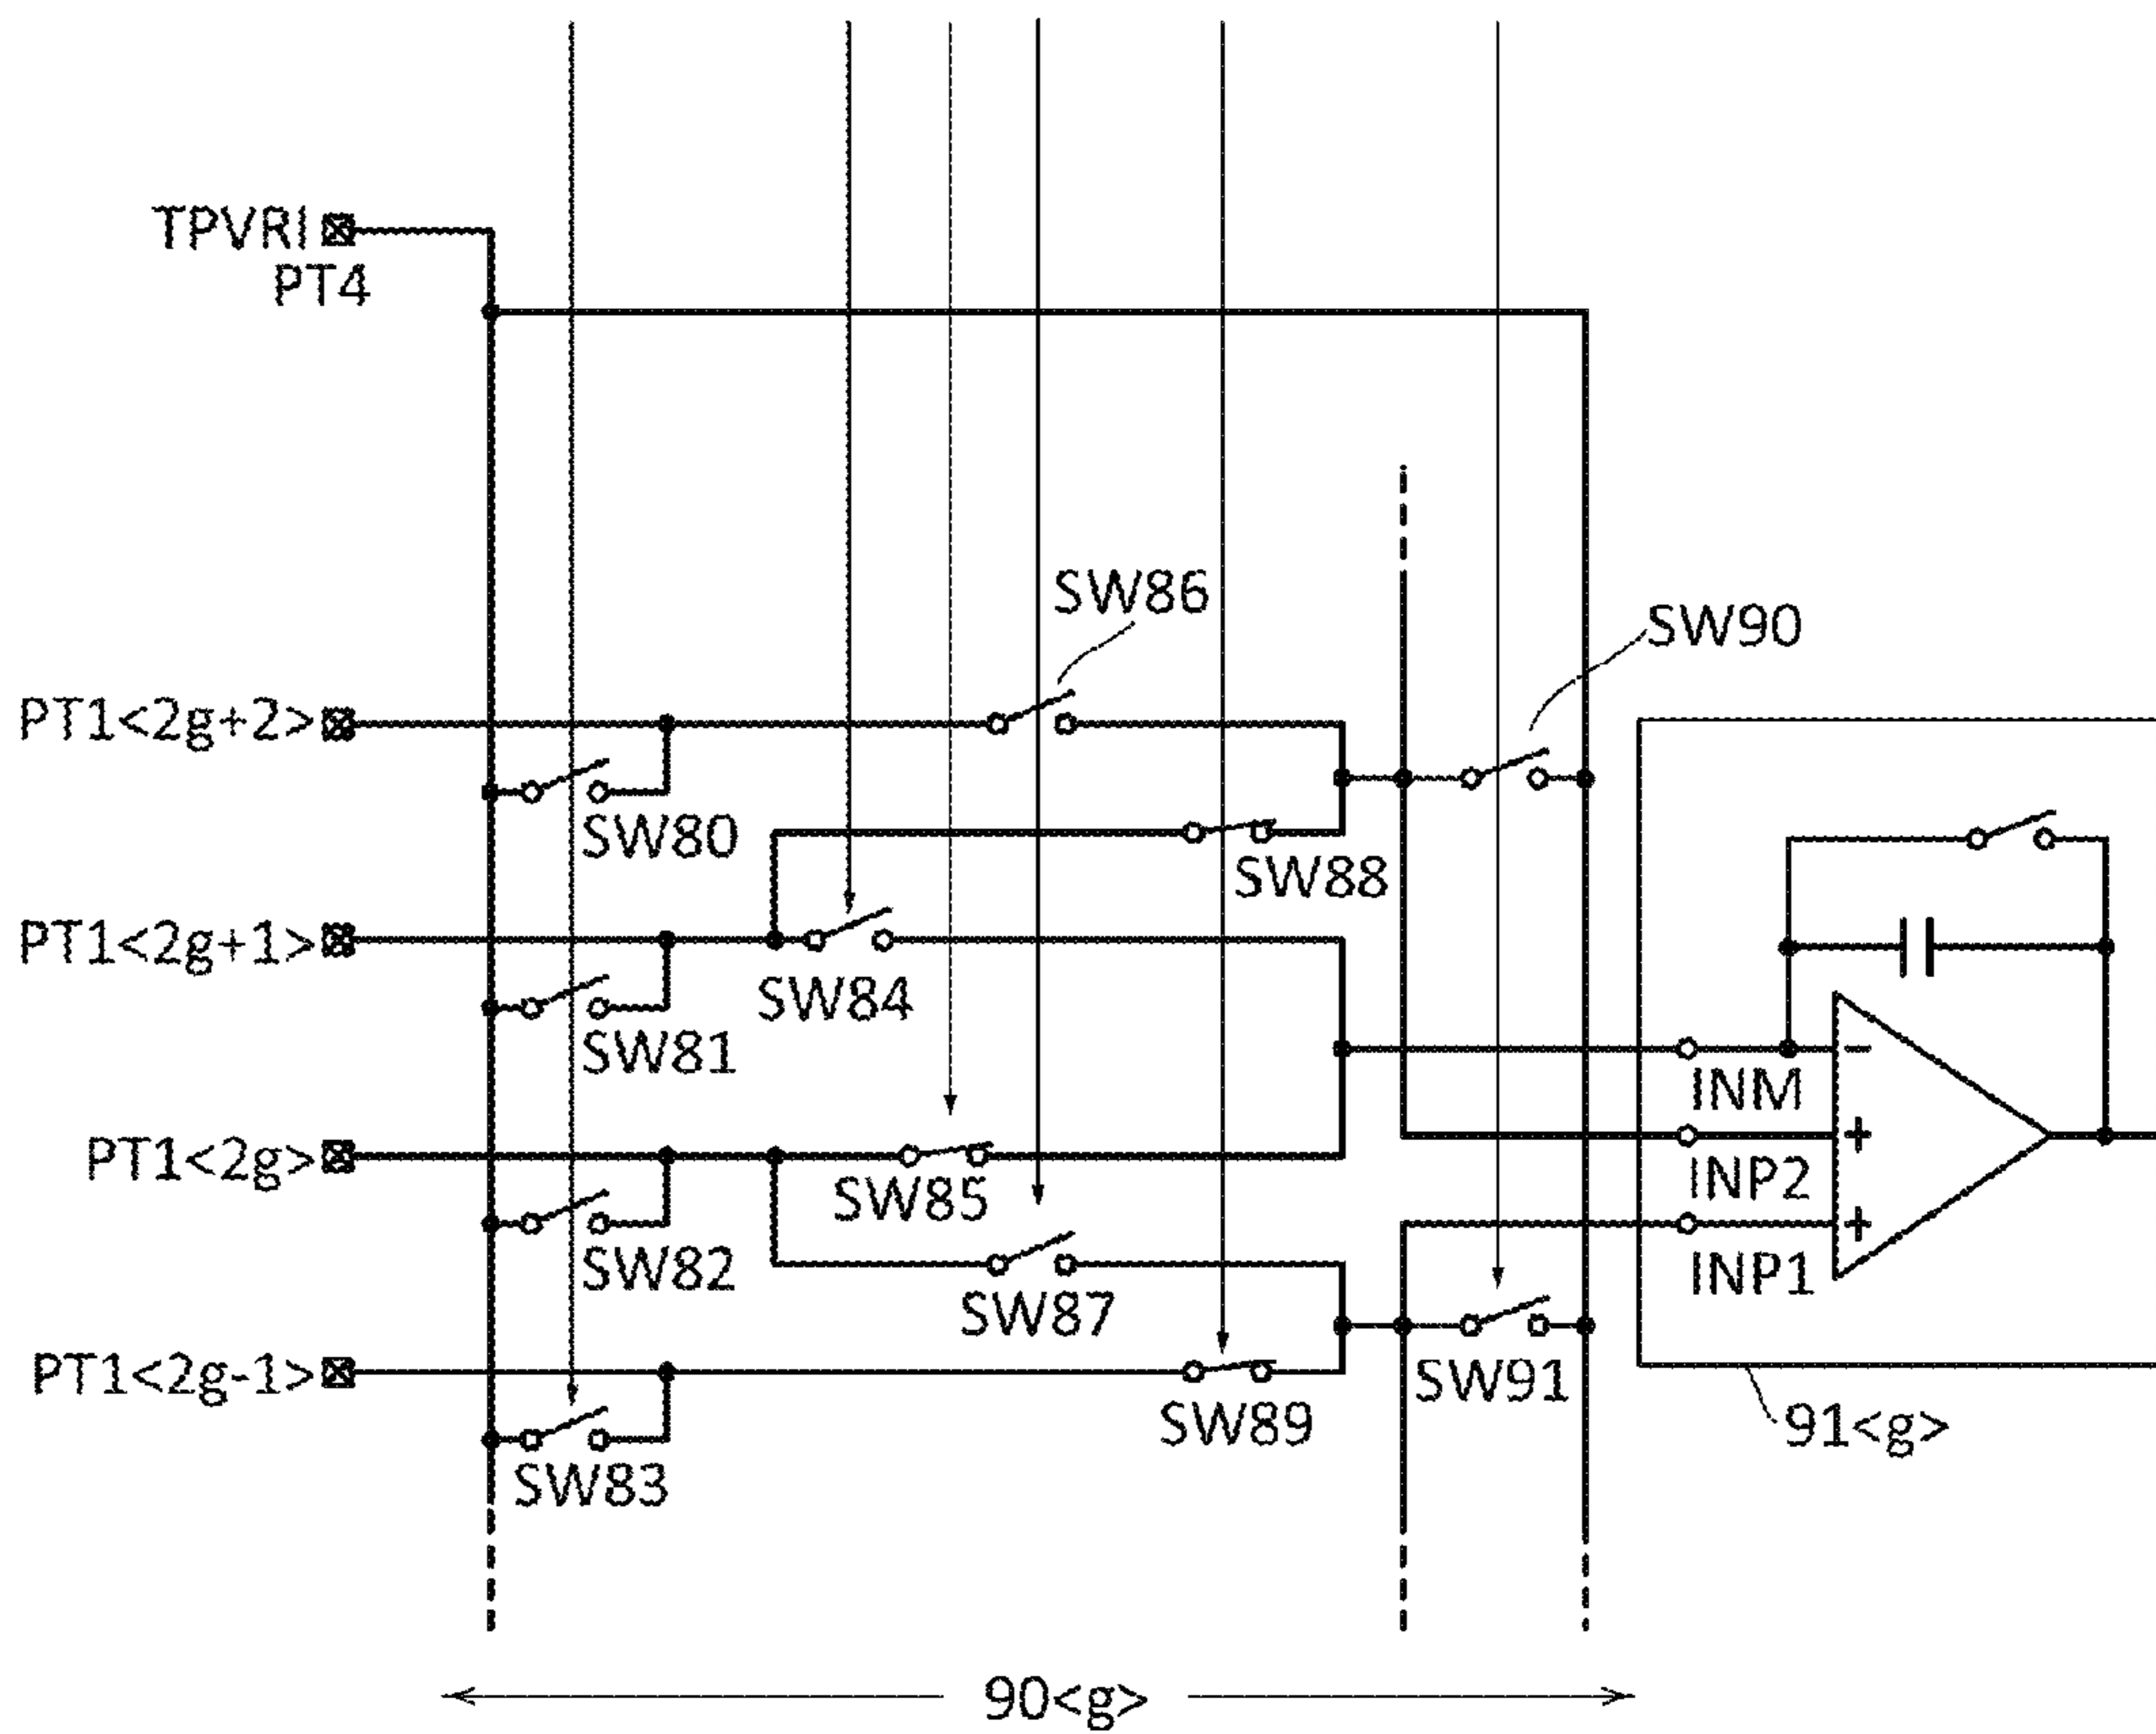 TPVRI
PT4
SW86
SW90
PT1<2g+2>
SW80
SW88
PT1<2g+1>
SW84
SW81
INM
PT1<2g>
SW85
INP2
SW82
SW87
INP1
PT1<2g-1>
SW89
SW91
91<g>
SW83
90<g>